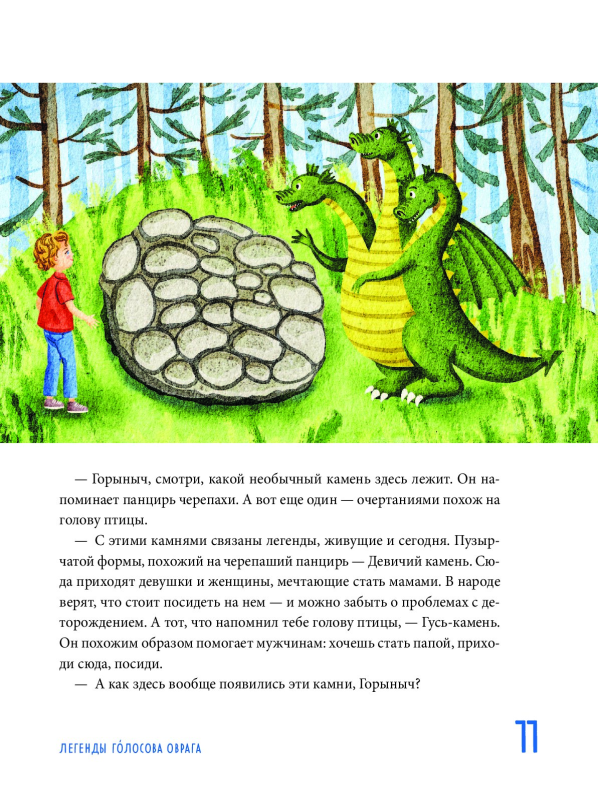 — Горыныч, смотри, какой необычный камень здесь лежит. Он на-
поминает панцирь черепахи. А вот еще один — очертаниями похож на
голову птицы.
— С этими камнями связаны легенды, живущие и сегодня. Пузыр-
чатой формы, похожий на черепаший панцирь — Девичий камень. Сю-
да приходят девушки и женщины, мечтающие стать мамами. В народе
верят, что стоит посидеть на нем — и можно забыть о проблемах с де-
торождением. А тот, что напомнил тебе голову птицы, — Гусь-камень.
Он похожим образом помогает мужчинам: хочешь стать папой, прихо-
ди сюда, посиди.
— А как здесь вообще появились эти камни, Горыныч?
ЛЕГЕНДЫ ГО́ЛОСОВА ОВРАГА
11